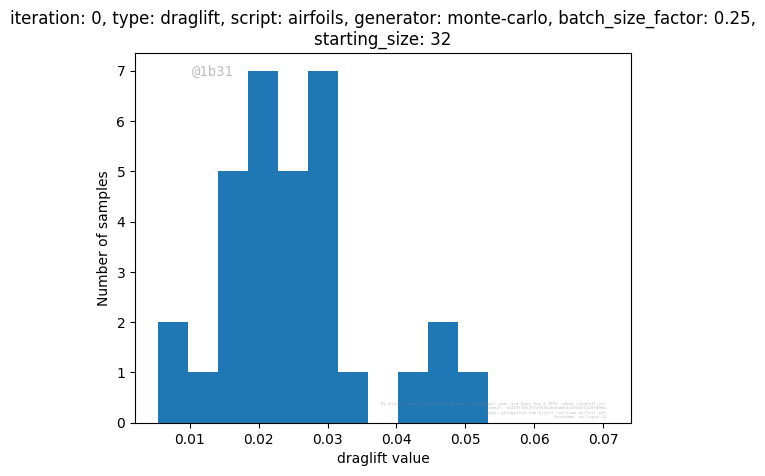 iteration: 0, type: draglift, script: airfoils, generator: monte-carlo, batch_size_factor: 0.25,
starting_size: 32
@1b31
7
6
5
4
3
2
1
0
Number of samples
0.01 0.02 0.03 0.04 0.05 0.06 0.07
draglift value